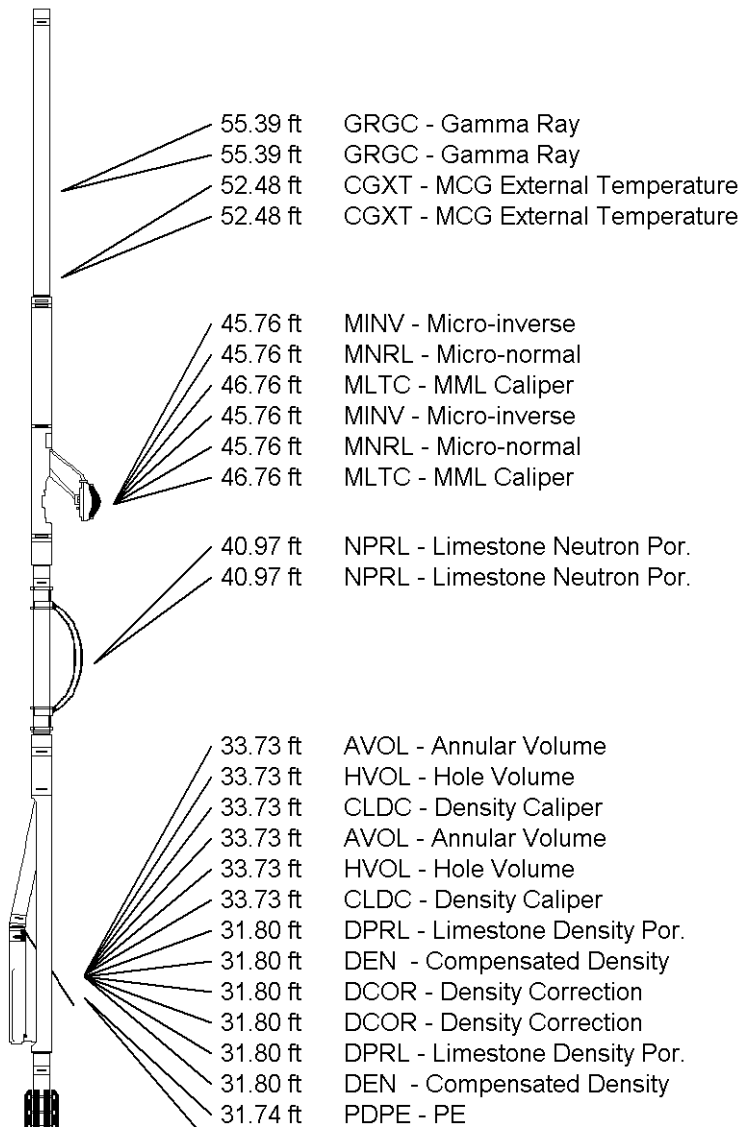 55.39 ft GRGC - Gamma Ray
55.39 ft GRGC - Gamma Ray
52.48 ft CGXT - MCG External Temperature
52.48 ft CGXT - MCG External Temperature
45.76 ft MINV - Micro-inverse
45.76 ft MNRL - Micro-normal
46.76 ft MLTC - MML Caliper
45.76 ft MINV - Micro-inverse
45.76 ft MNRL - Micro-normal
46.76 ft MLTC - MML Caliper
40.97 ft NPRL - Limestone Neutron Por.
40.97 ft NPRL - Limestone Neutron Por.
33.73 ft AVOL - Annular Volume
33.73 ft HVOL - Hole Volume
33.73 ft CLDC - Density Caliper
33.73 ft AVOL - Annular Volume
33.73 ft HVOL - Hole Volume
33.73 ft CLDC - Density Caliper
31.80 ft DPRL - Limestone Density Por.
31.80 ft DEN - Compensated Density
31.80 ft DCOR - Density Correction
31.80 ft DCOR - Density Correction
31.80 ft DPRL - Limestone Density Por.
31.80 ft DEN - Compensated Density
31.74 ft PDPE - PE